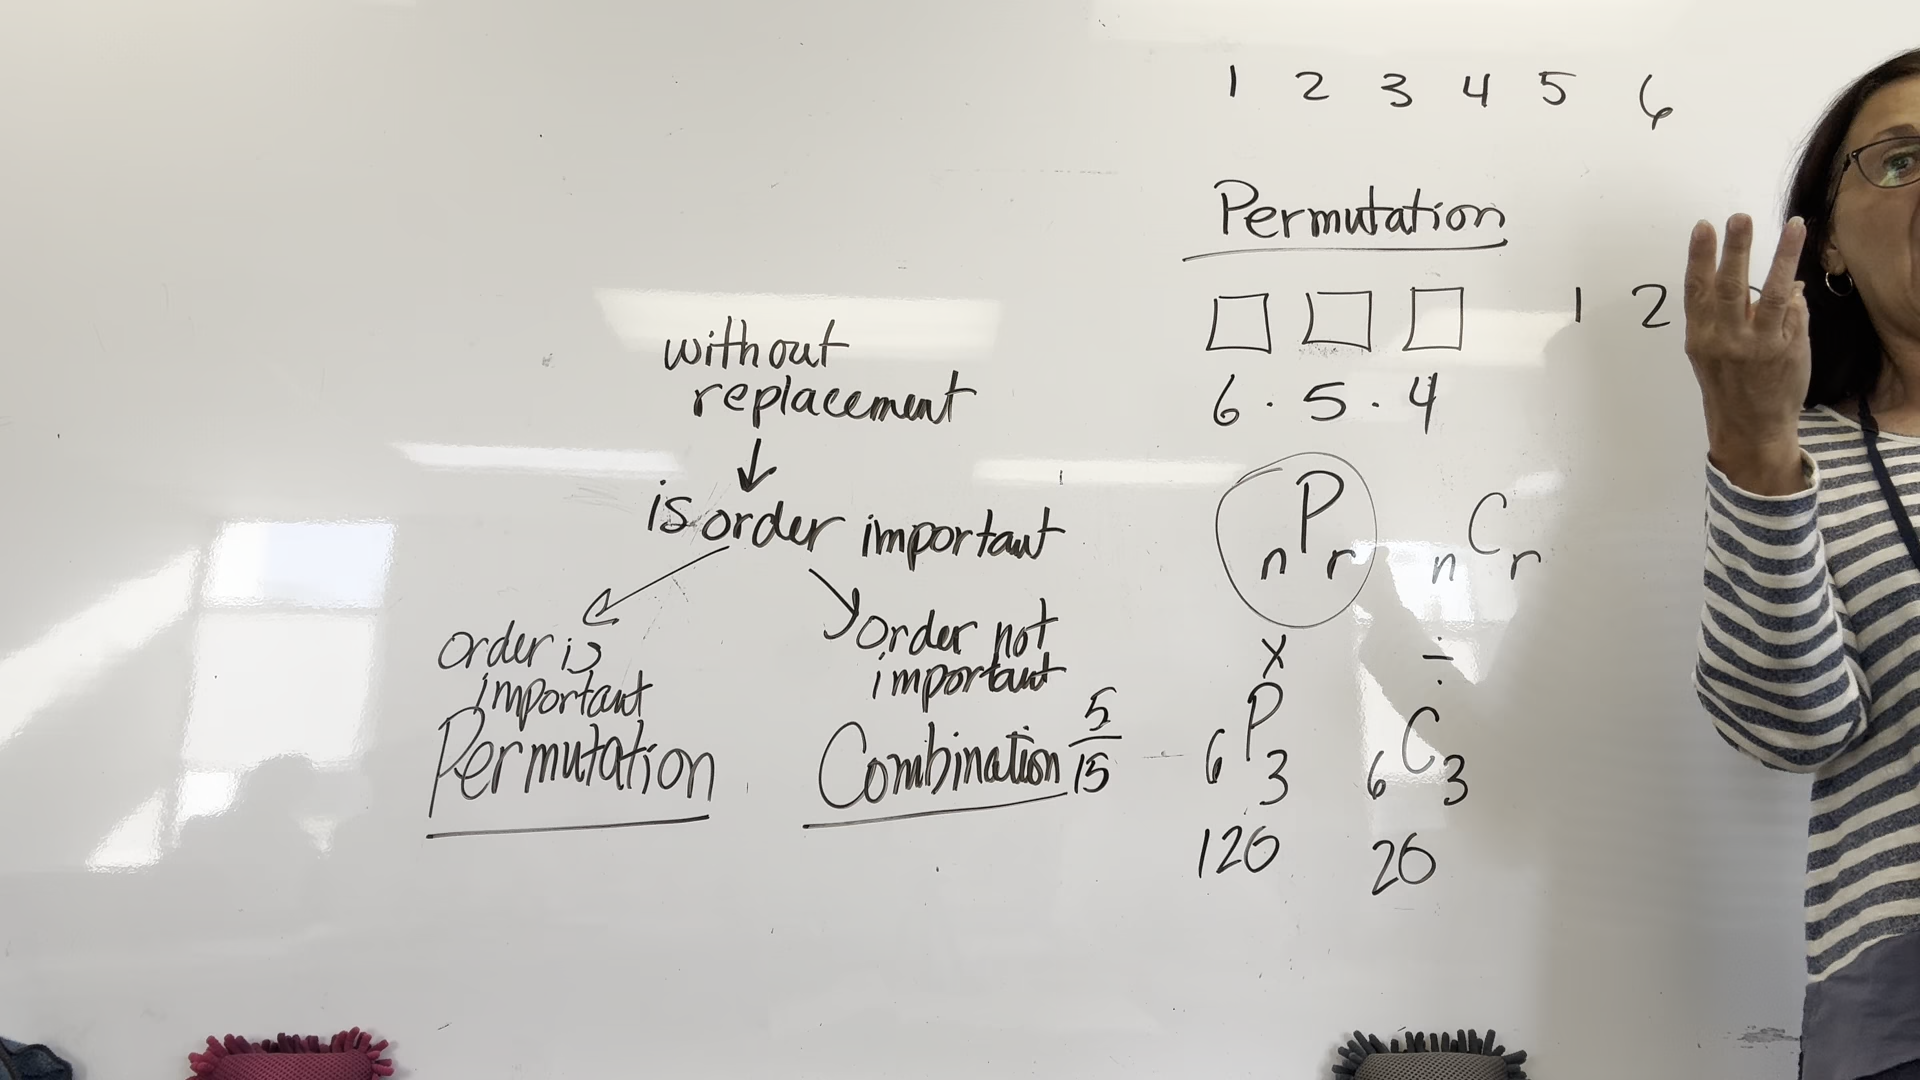 1 2 3 4 5 6
Permutation
1 2
6 · 5 · 4
without
replacement
↓
is order important
order is
important
Permutation
order not
important
Combination 5/15
nPr nCr
x ÷
6P3 6C3
120 20